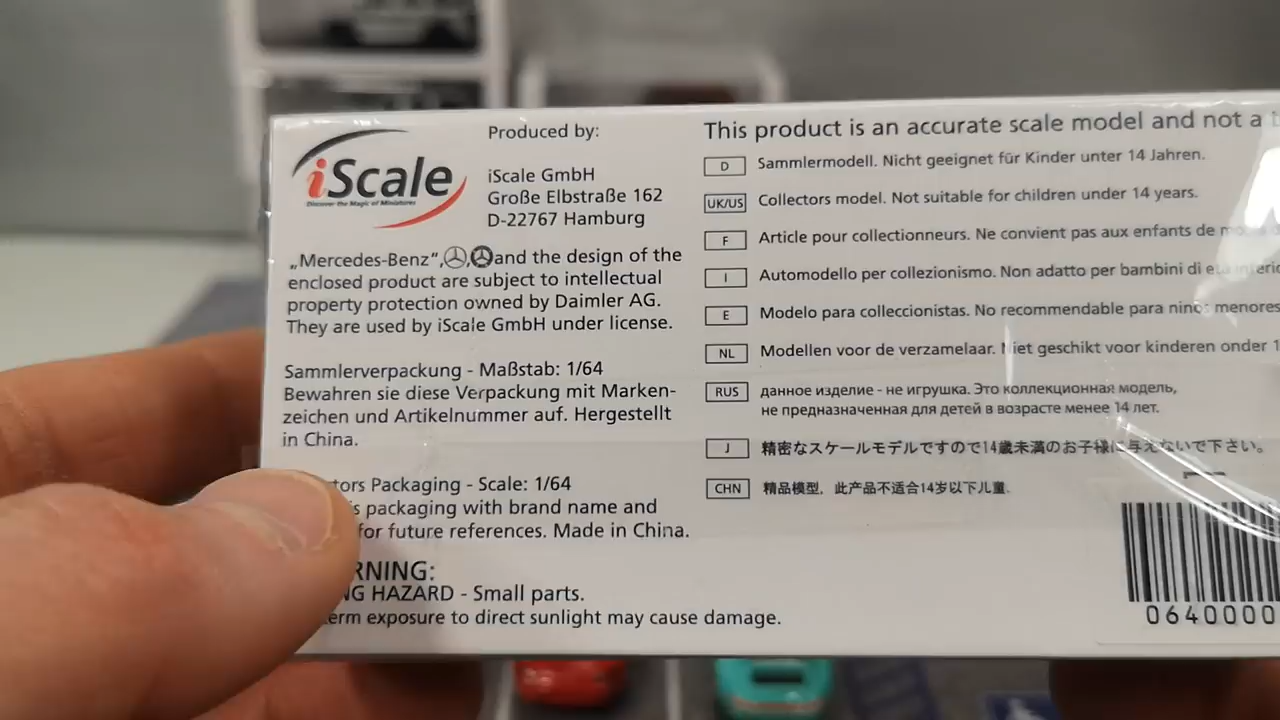 iScale
Discover the Magic of Miniatures
Produced by:
iScale GmbH
Große Elbstraße 162
D-22767 Hamburg
„Mercedes-Benz“, , and the design of the
enclosed product are subject to intellectual
property protection owned by Daimler AG.
They are used by iScale GmbH under license.
Sammlerverpackung - Maßstab: 1/64
Bewahren sie diese Verpackung mit Marken-
zeichen und Artikelnummer auf. Hergestellt
in China.
Packaging - Scale: 1/64
packaging with brand name and
for future references. Made in China.
HAZARD - Small parts.
exposure to direct sunlight may cause damage.
This product is an accurate scale model and not a
D Sammlermodell. Nicht geeignet für Kinder unter 14 Jahren.
UK/US Collectors model. Not suitable for children under 14 years.
F Article pour collectionneurs. Ne convient pas aux enfants de
I Automodello per collezionismo. Non adatto per bambini di
E Modelo para colleccionistas. No recommendable para ninos menores
NL Modellen voor de verzamelaar. Niet geschikt voor kinderen onder
RUS данное изделие - не игрушка. Это коллекционная модель,
не предназначенная для детей в возрасте менее 14 лет.
J 精密なスケールモデルですので14歳未満のお子様に与えないで下さい。
CHN 精品模型，此产品不适合14岁以下儿童.
0640000